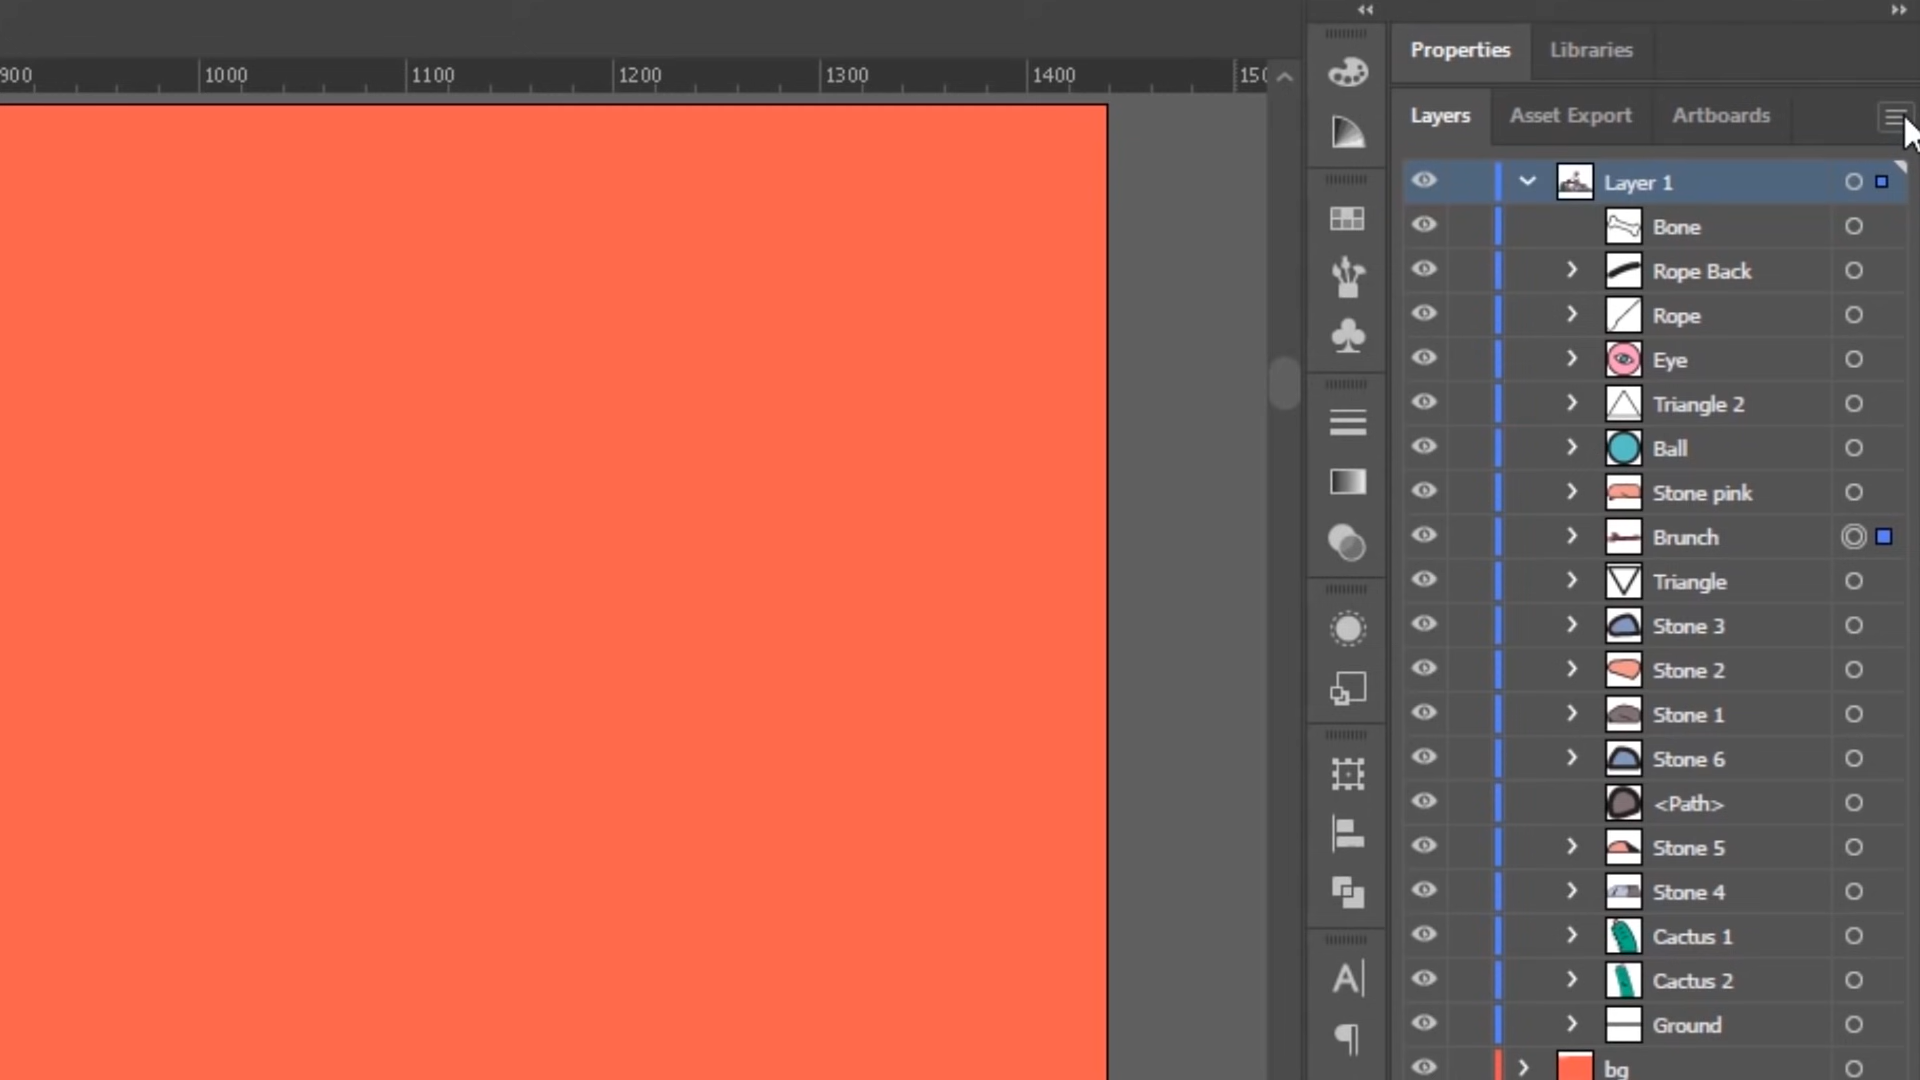 Properties Libraries
900 1000 1100 1200 1300 1400 150
Layers Asset Export Artboards
Layer 1
Bone
Rope Back
Rope
Eye
Triangle 2
Ball
Stone pink
Brunch
Triangle
Stone 3
Stone 2
Stone 1
Stone 6
<Path>
Stone 5
Stone 4
Cactus 1
Cactus 2
Ground
bg